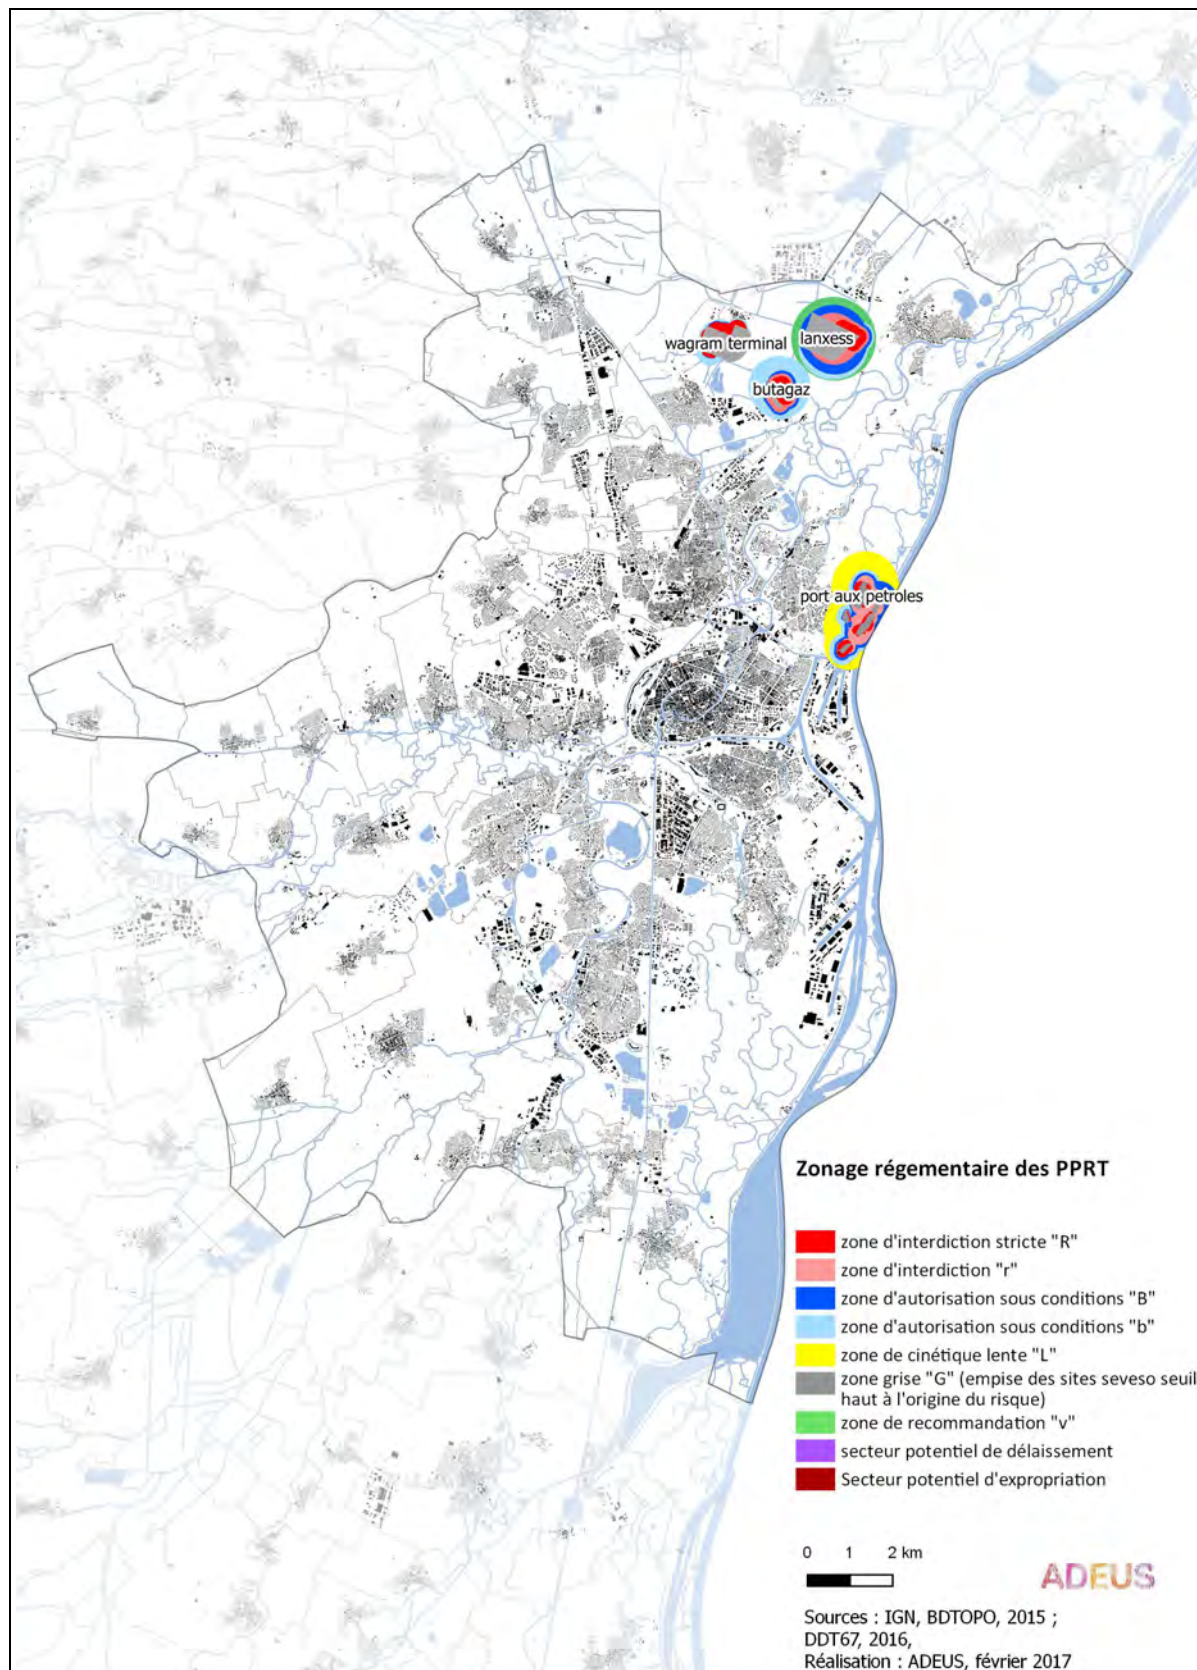 wagram terminal
lanxess
butagaz
port aux petroles
Zonage régementaire des PPRT
zone d'interdiction stricte "R"
zone d'interdiction "r"
zone d'autorisation sous conditions "B"
zone d'autorisation sous conditions "b"
zone de cinétique lente "L"
zone grise "G" (empise des sites seveso seuil
haut à l'origine du risque)
zone de recommandation "v"
secteur potentiel de délaissement
Secteur potentiel d'expropriation
0 1 2 km
ADEUS
Sources : IGN, BDTOPO, 2015 ;
DDT67, 2016,
Réalisation : ADEUS, février 2017